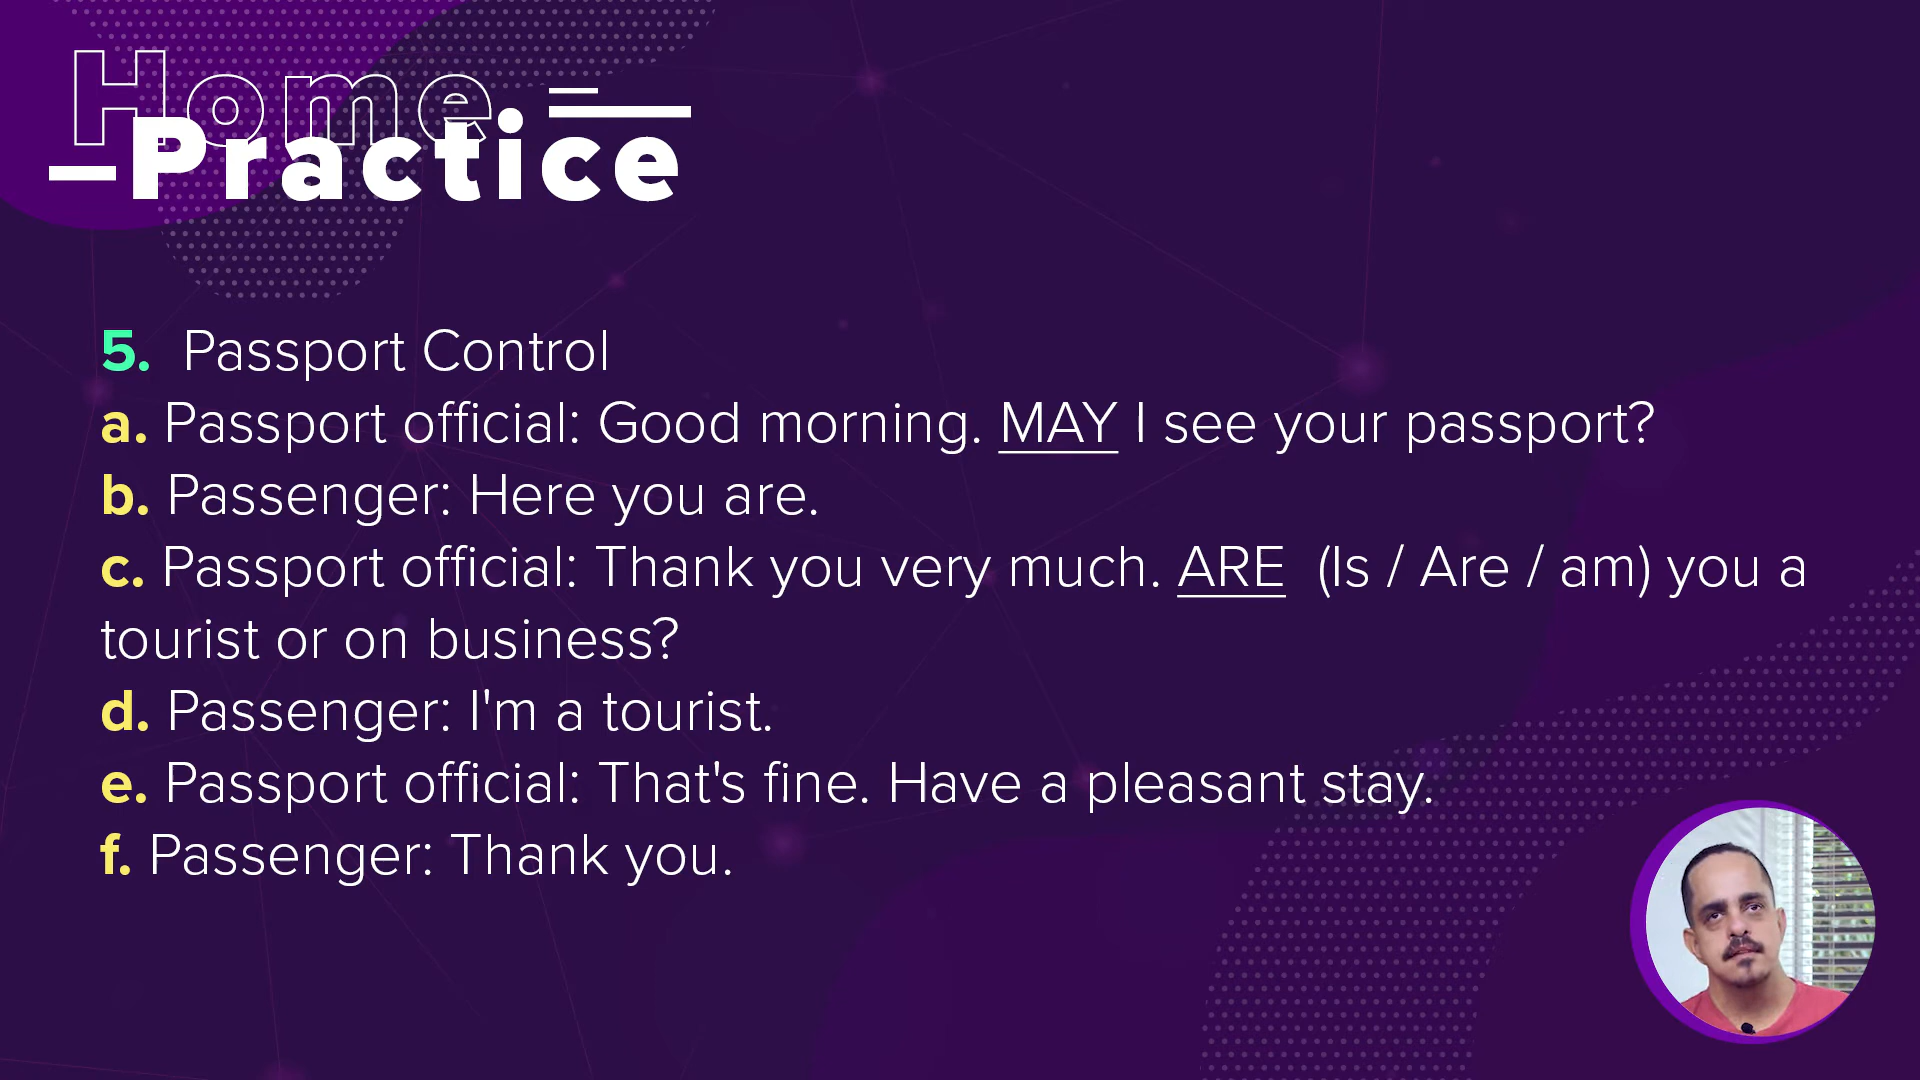 Home
Practice
5. Passport Control
a. Passport official: Good morning. MAY I see your passport?
b. Passenger: Here you are.
c. Passport official: Thank you very much. ARE (Is / Are / am) you a
tourist or on business?
d. Passenger: I'm a tourist.
e. Passport official: That's fine. Have a pleasant stay.
f. Passenger: Thank you.